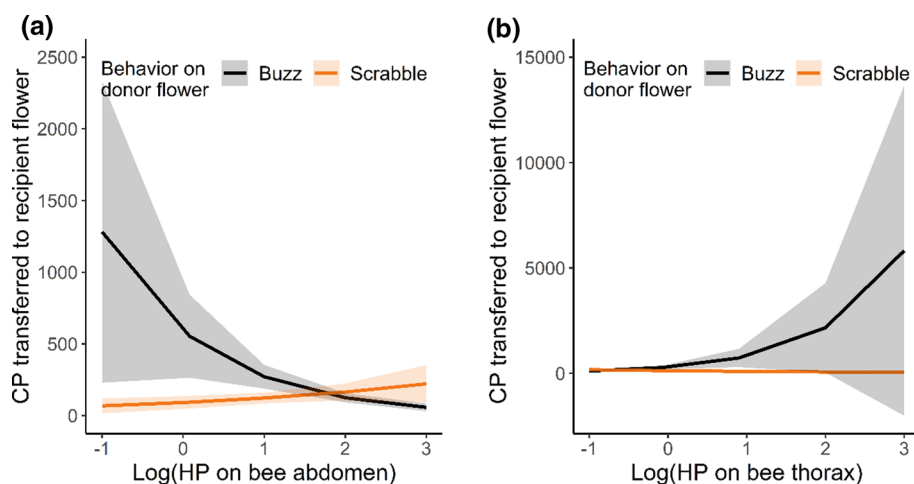 (a)
CP transferred to recipient flower
2500
2000
1500
1000
500
0
Behavior on
donor flower
Buzz
Scrabble
-1
0
1
2
3
Log(HP on bee abdomen)
(b)
CP transferred to recipient flower
15000
10000
5000
0
Behavior on
donor flower
Buzz
Scrabble
-1
0
1
2
3
Log(HP on bee thorax)